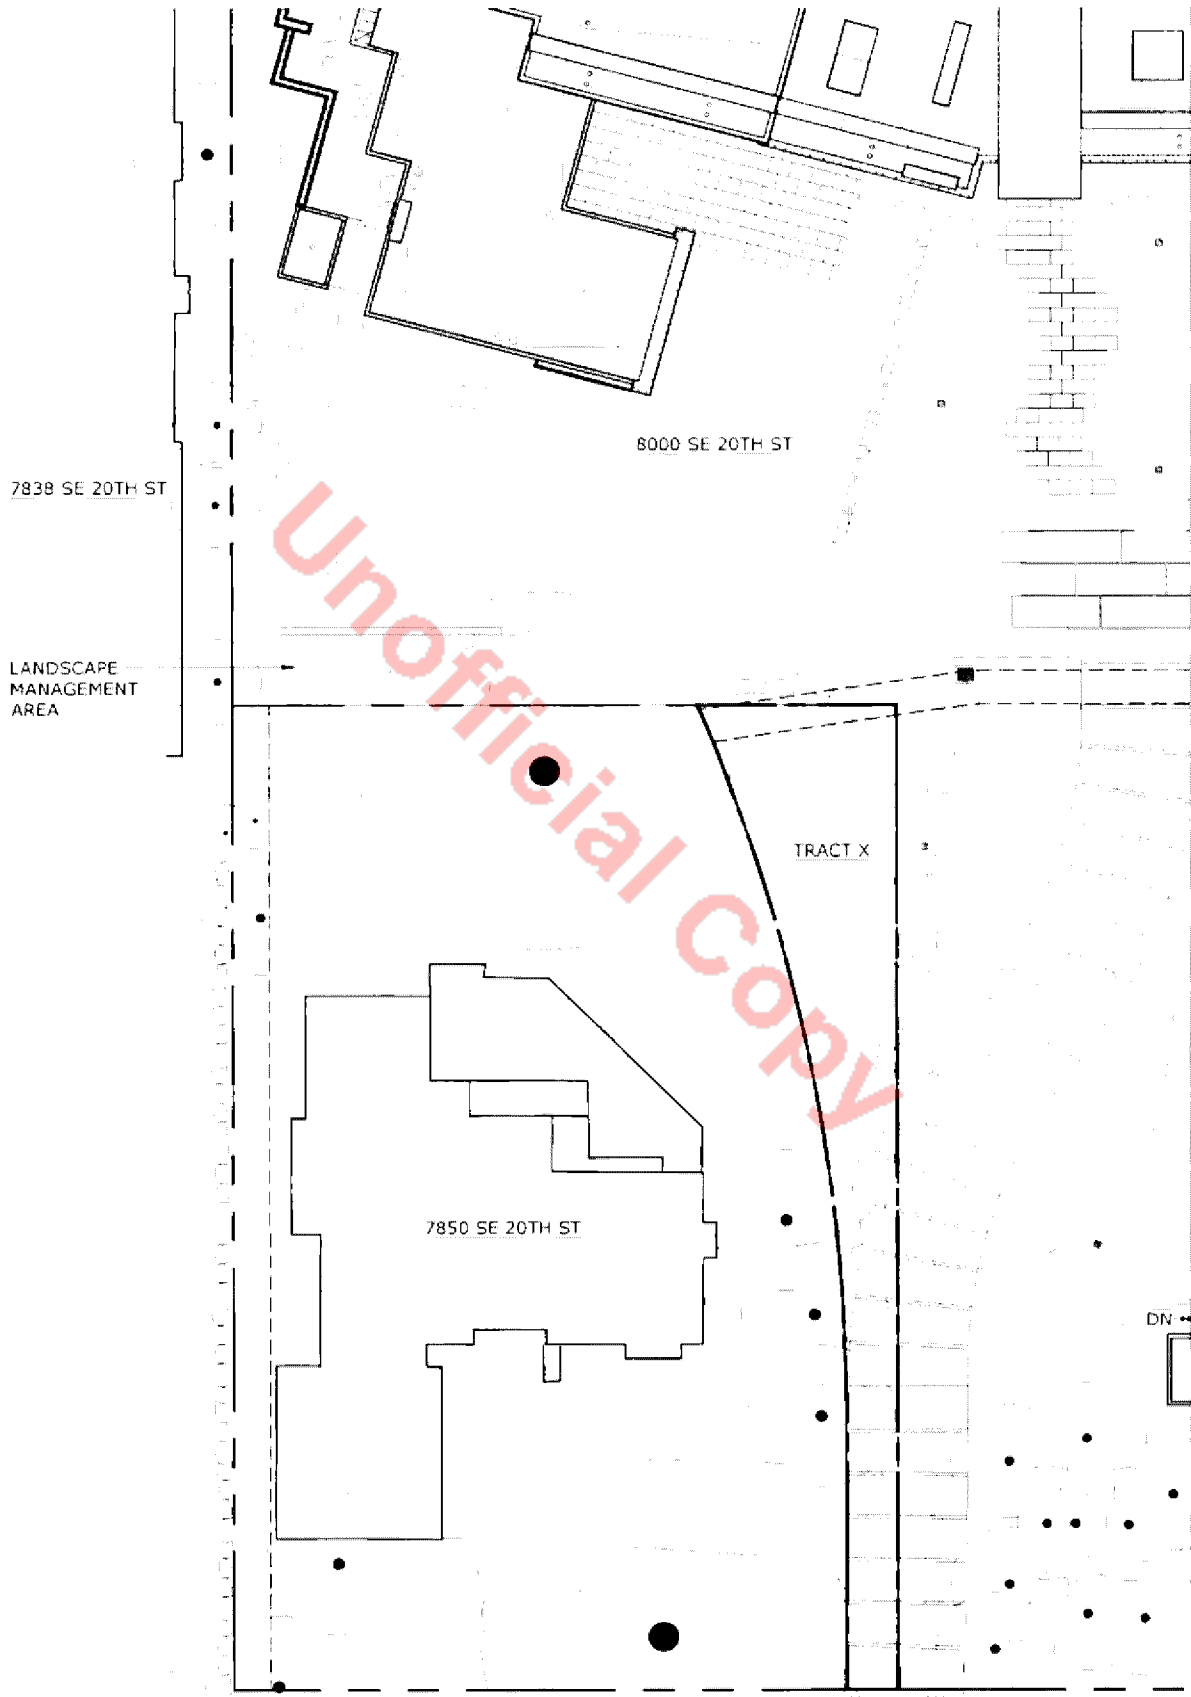 8000 SE 20TH ST
7838 SE 20TH ST
LANDSCAPE
MANAGEMENT
AREA
TRACT X
7850 SE 20TH ST
DN
Unofficial Copy